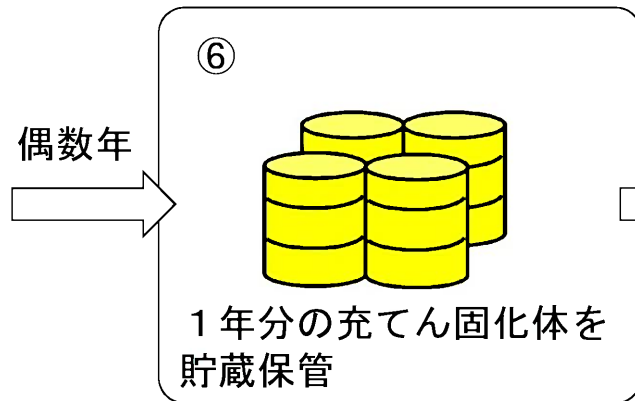 ⑥
偶数年
１年分の充てん固化体を
貯蔵保管